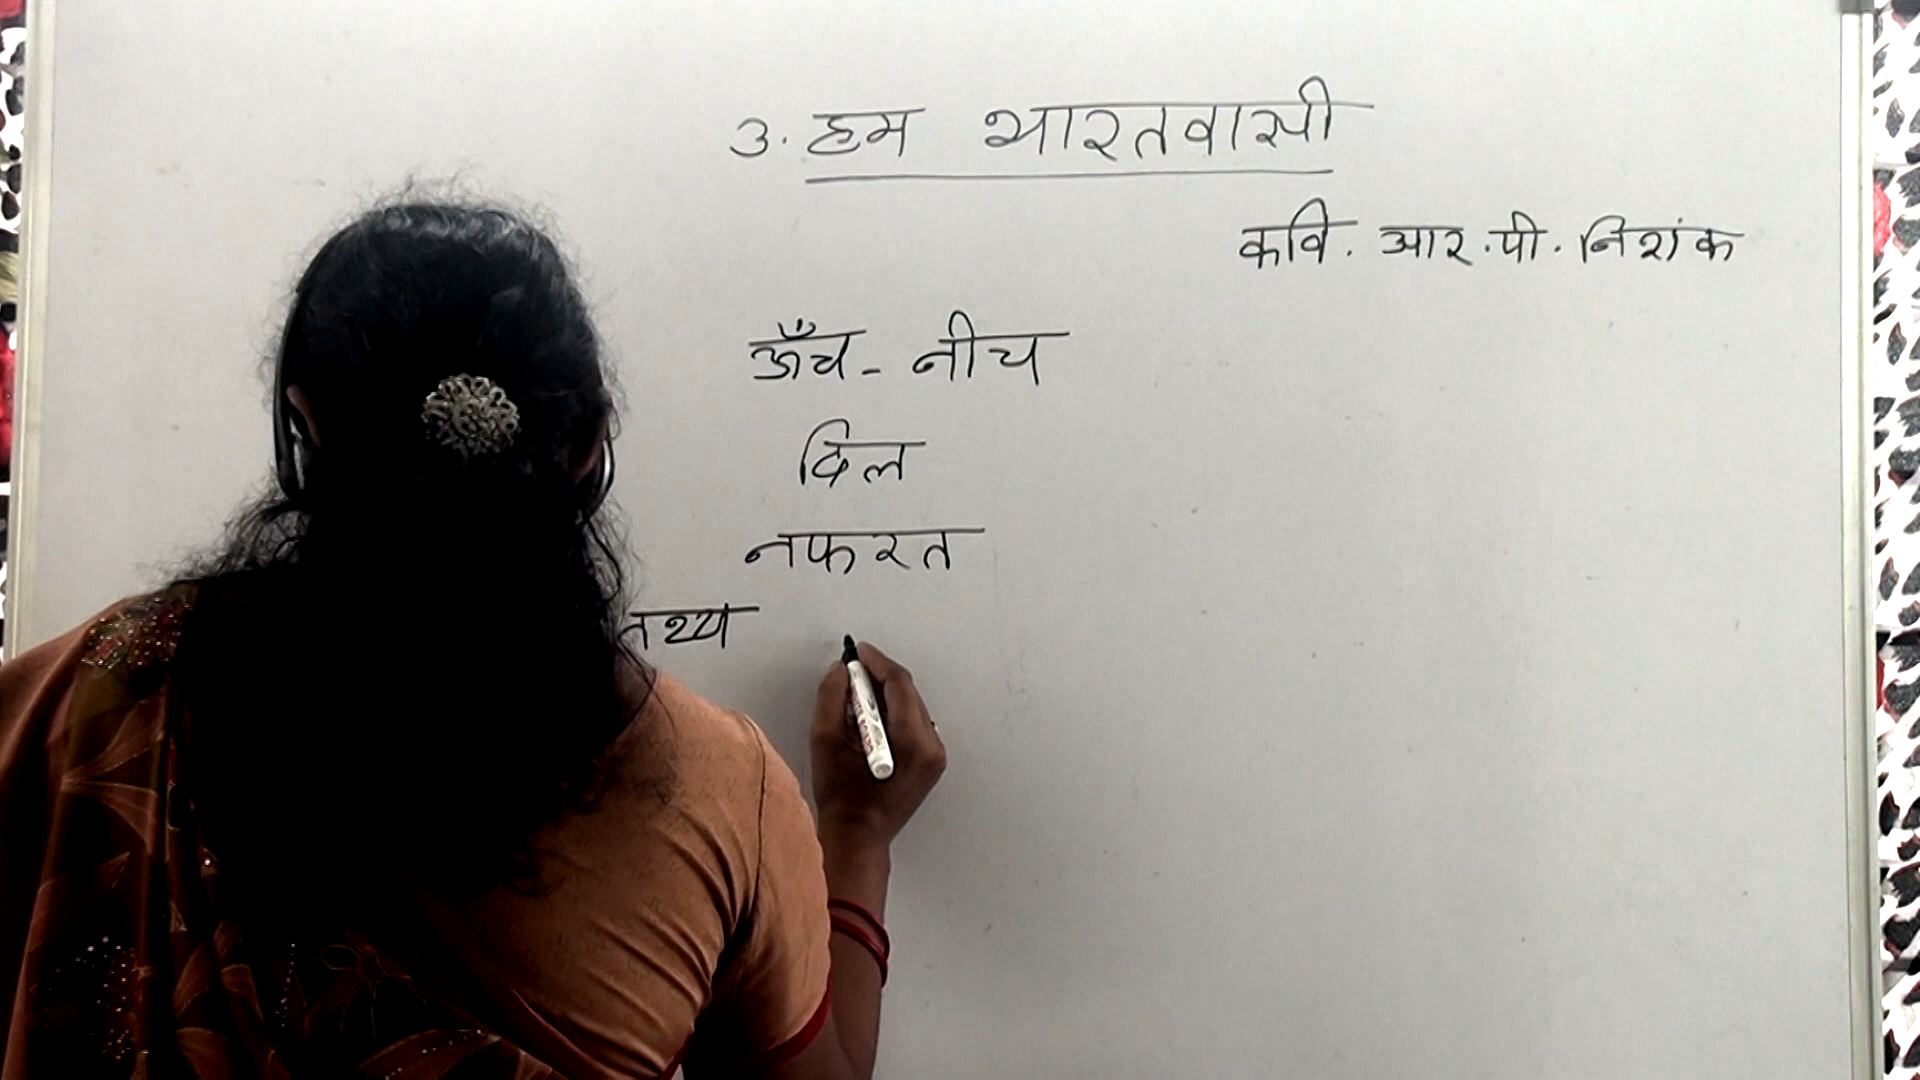 3. हम भारतवासी
कवि. आर.पी. निशंक
ऊँच - नीच
दिल
नफरत
तथ्य